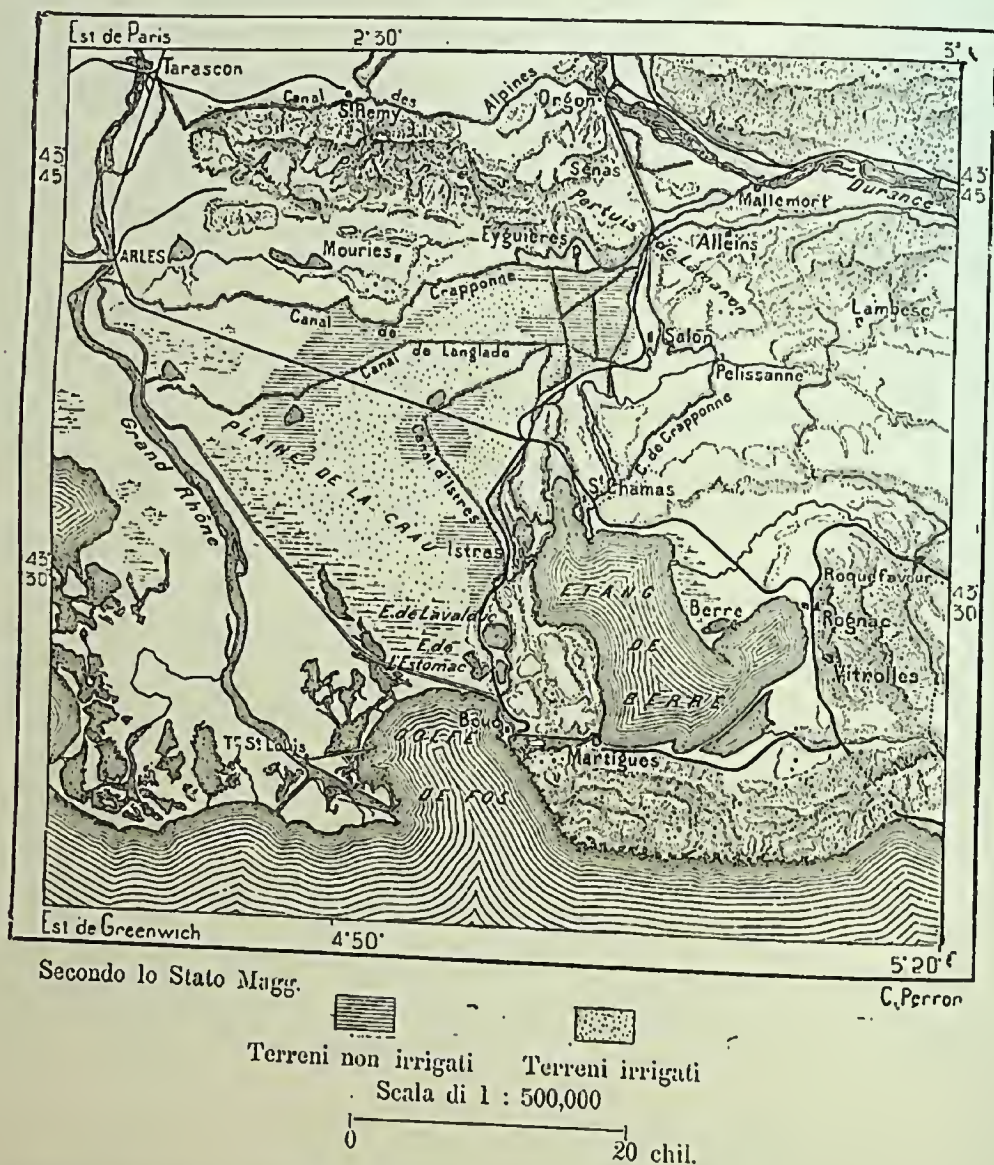 Est de Paris
2° 30'
3°
Tarascon
Canal des Alpines
St Remy
Orgon
43
45
Sénas
43
45
Durance
Mallemort
Pertuis de Lamanon
ARLES
Mouries
Eyguières
Alleins
Canal de Crapponne
Lambesc
Canal de Langlade
Salon
Pelissanne
Grand Rhône
PLAINE DE LA CRAU
Canal d'Istres
C. de Crapponne
St Chamas
Istras
43
30
ETANG DE BERRE
Roquefavour
43
30
E. de Lavalduc
Berre
Rognac
E. de l'Estomac
Vitrolles
Bouc
Tr St Louis
GOLFE DE FOS
Martigues
Est de Greenwich
4° 50'
5° 20'
Secondo lo Stato Magg.
C. Perron
Terreni non irrigati Terreni irrigati
Scala di 1 : 500,000
0 20 chil.